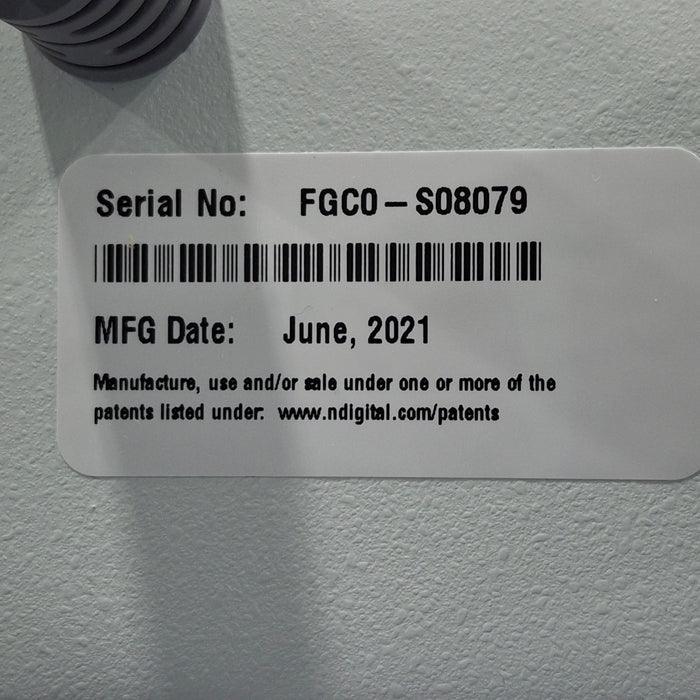 Serial No: FGC0 – S08079
MFG Date: June, 2021
Manufacture, use and/or sale under one or more of the
patents listed under: www.ndigital.com/patents